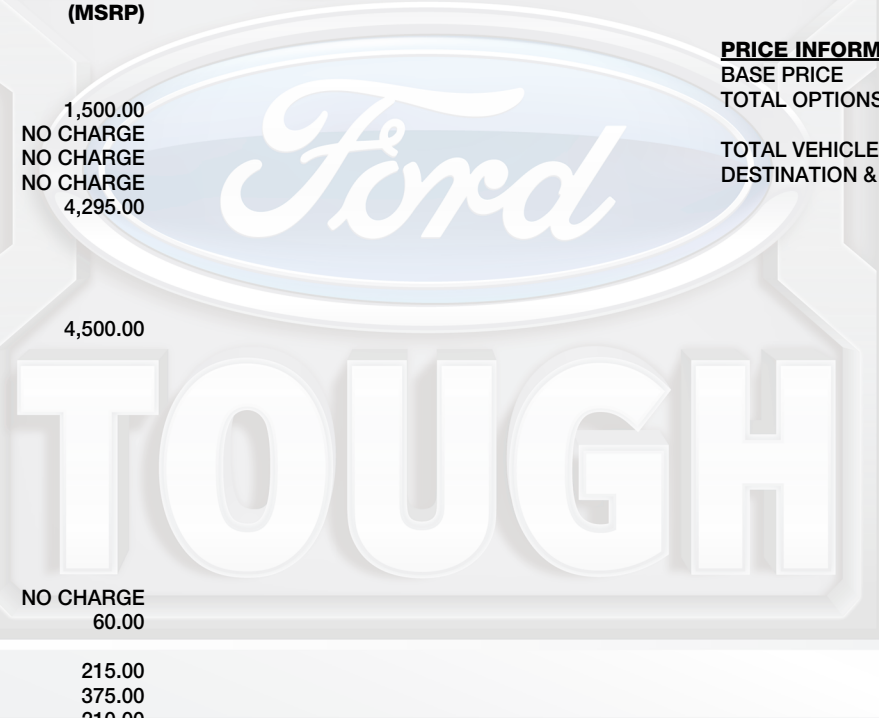 (MSRP)
1,500.00
NO CHARGE
NO CHARGE
NO CHARGE
4,295.00
4,500.00
NO CHARGE
60.00
215.00
375.00
PRICE INFORM
BASE PRICE
TOTAL OPTIONS
TOTAL VEHICLE
DESTINATION &
Ford
TOUGH